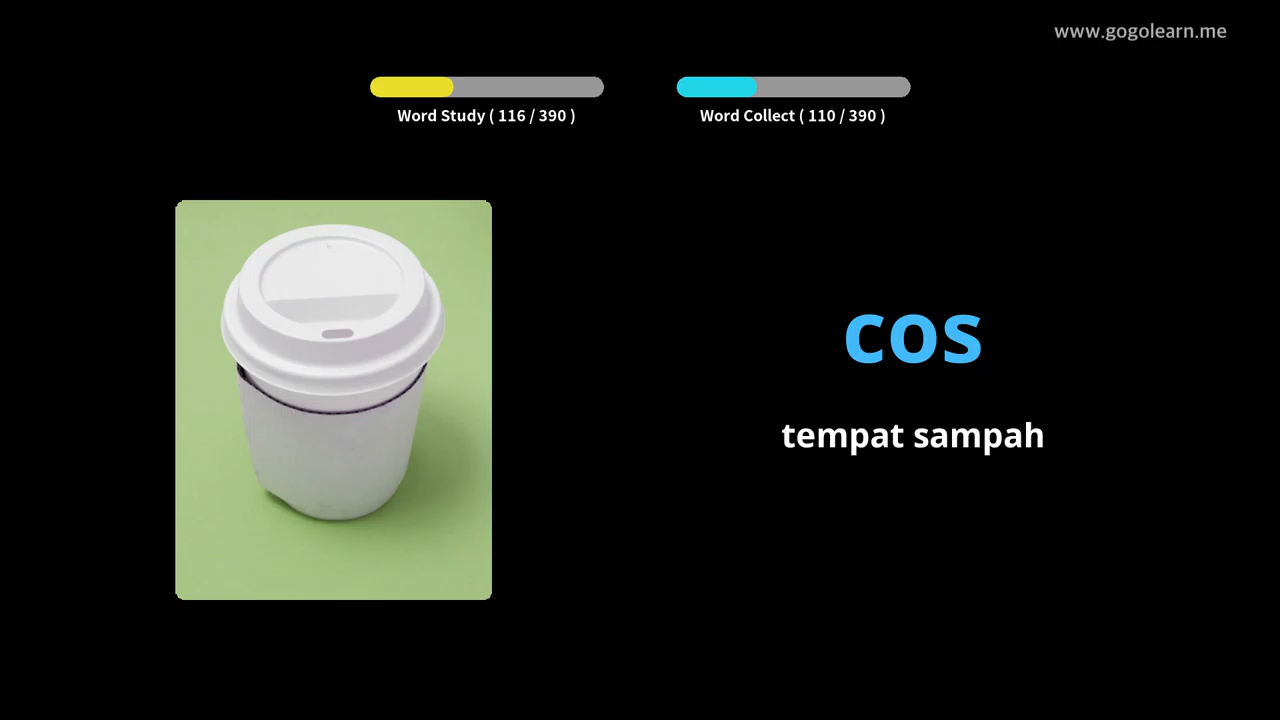 www.gogolearn.me
Word Study ( 116 / 390 )
Word Collect ( 110 / 390 )
cos
tempat sampah